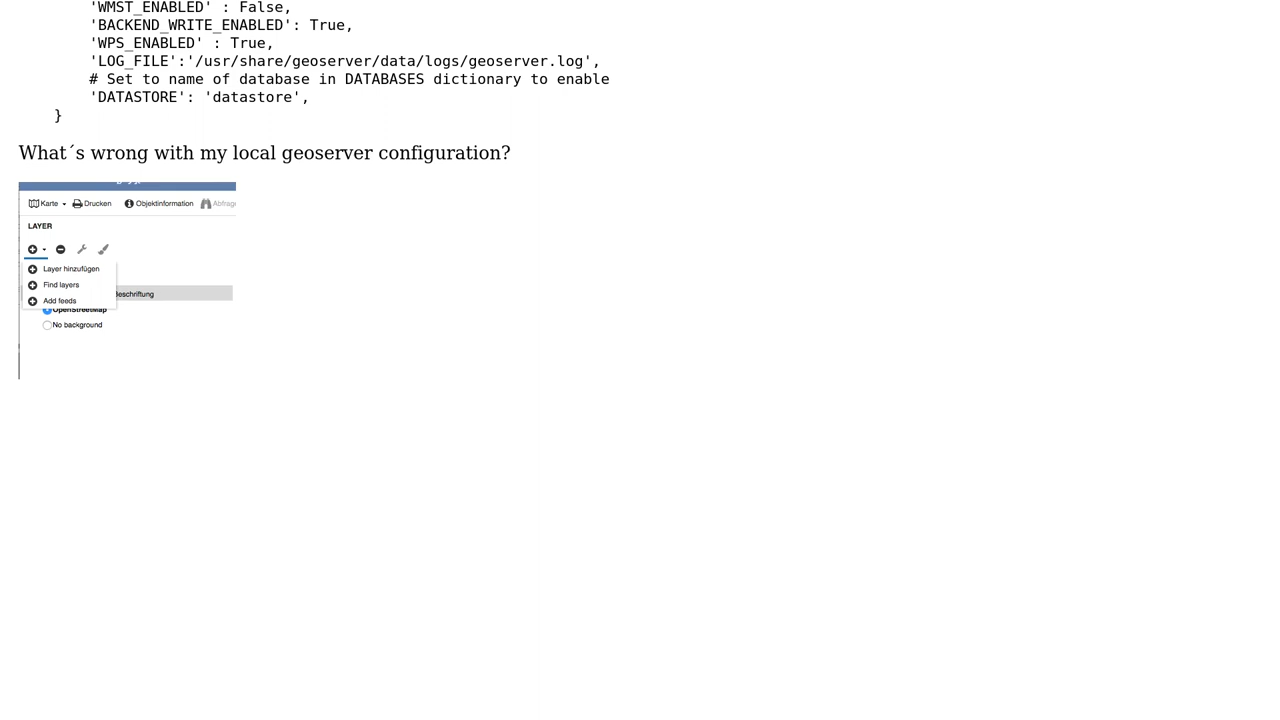 'WMST_ENABLED' : False,
'BACKEND_WRITE_ENABLED': True,
'WPS_ENABLED' : True,
'LOG_FILE':'/usr/share/geoserver/data/logs/geoserver.log',
# Set to name of database in DATABASES dictionary to enable
'DATASTORE': 'datastore',
}
What´s wrong with my local geoserver configuration?
Karte Drucken Objektinformation
LAYER
Layer hinzufügen
Find layers
Beschriftung
Add feeds
OpenStreetMap
No background